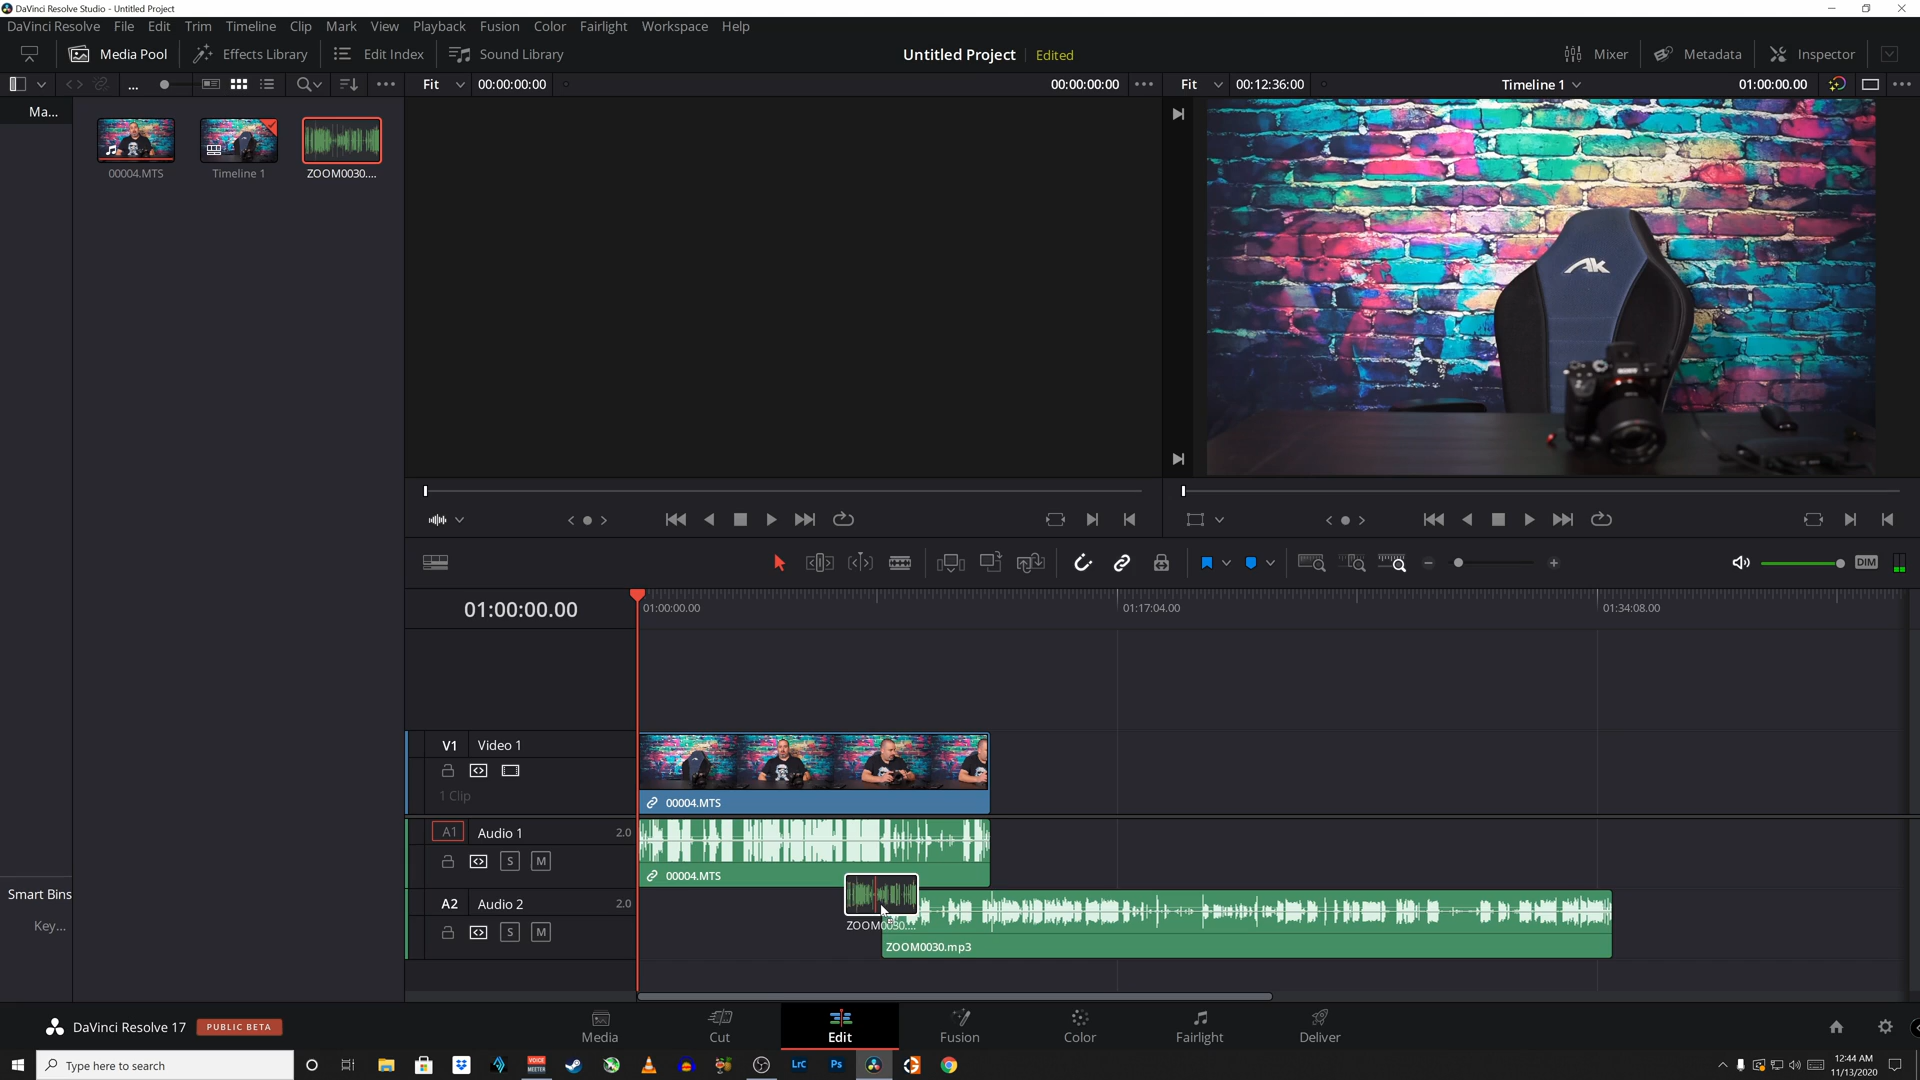 DaVinci Resolve Studio - Untitled Project
DaVinci Resolve File Edit Trim Timeline Clip Mark View Playback Fusion Color Fairlight Workspace Help
Media Pool Effects Library Edit Index Sound Library Untitled Project Edited Mixer Metadata Inspector
... Fit 00:00:00:00 00:00:00:00 Fit 00:12:36:00 Timeline 1 01:00:00.00
Ma...
00004.MTS Timeline 1 ZOOM0030....
AK
SONY
DIM
01:00:00.00 01:00:00.00 01:17:04.00 01:34:08.00
V1 Video 1
1 Clip
00004.MTS
A1 Audio 1 2.0
S M
00004.MTS
Smart Bins
A2 Audio 2 2.0
Key...
ZOOM0030....
S M
ZOOM0030.mp3
DaVinci Resolve 17 PUBLIC BETA
Media Cut Edit Fusion Color Fairlight Deliver
Type here to search
VOICE MEETER
LrC Ps
12:44 AM
11/13/2020